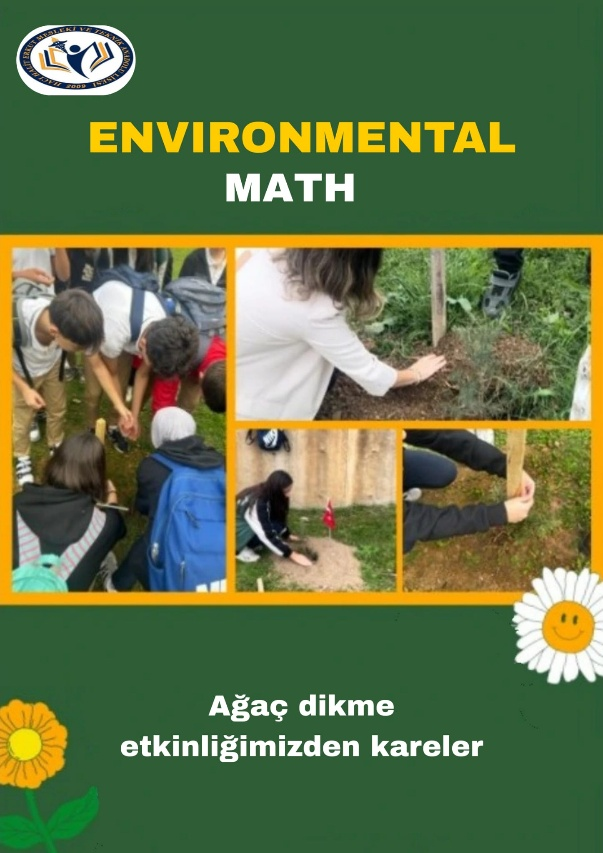 ENVIRONMENTAL
MATH
Ağaç dikme
etkinliğimizden kareler